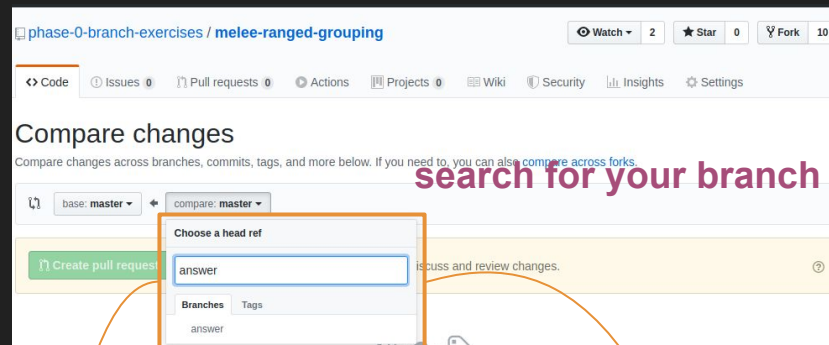 phase-0-branch-exercises / melee-ranged-grouping
Watch 2 Star 0 Fork 10
Code Issues 0 Pull requests 0 Actions Projects 0 Wiki Security Insights Settings
Compare changes
Compare changes across branches, commits, tags, and more below. If you need to, you can also compare across forks.
search for your branch
base: master compare: master
Choose a head ref
Create pull request answer discuss and review changes.
Branches Tags
answer